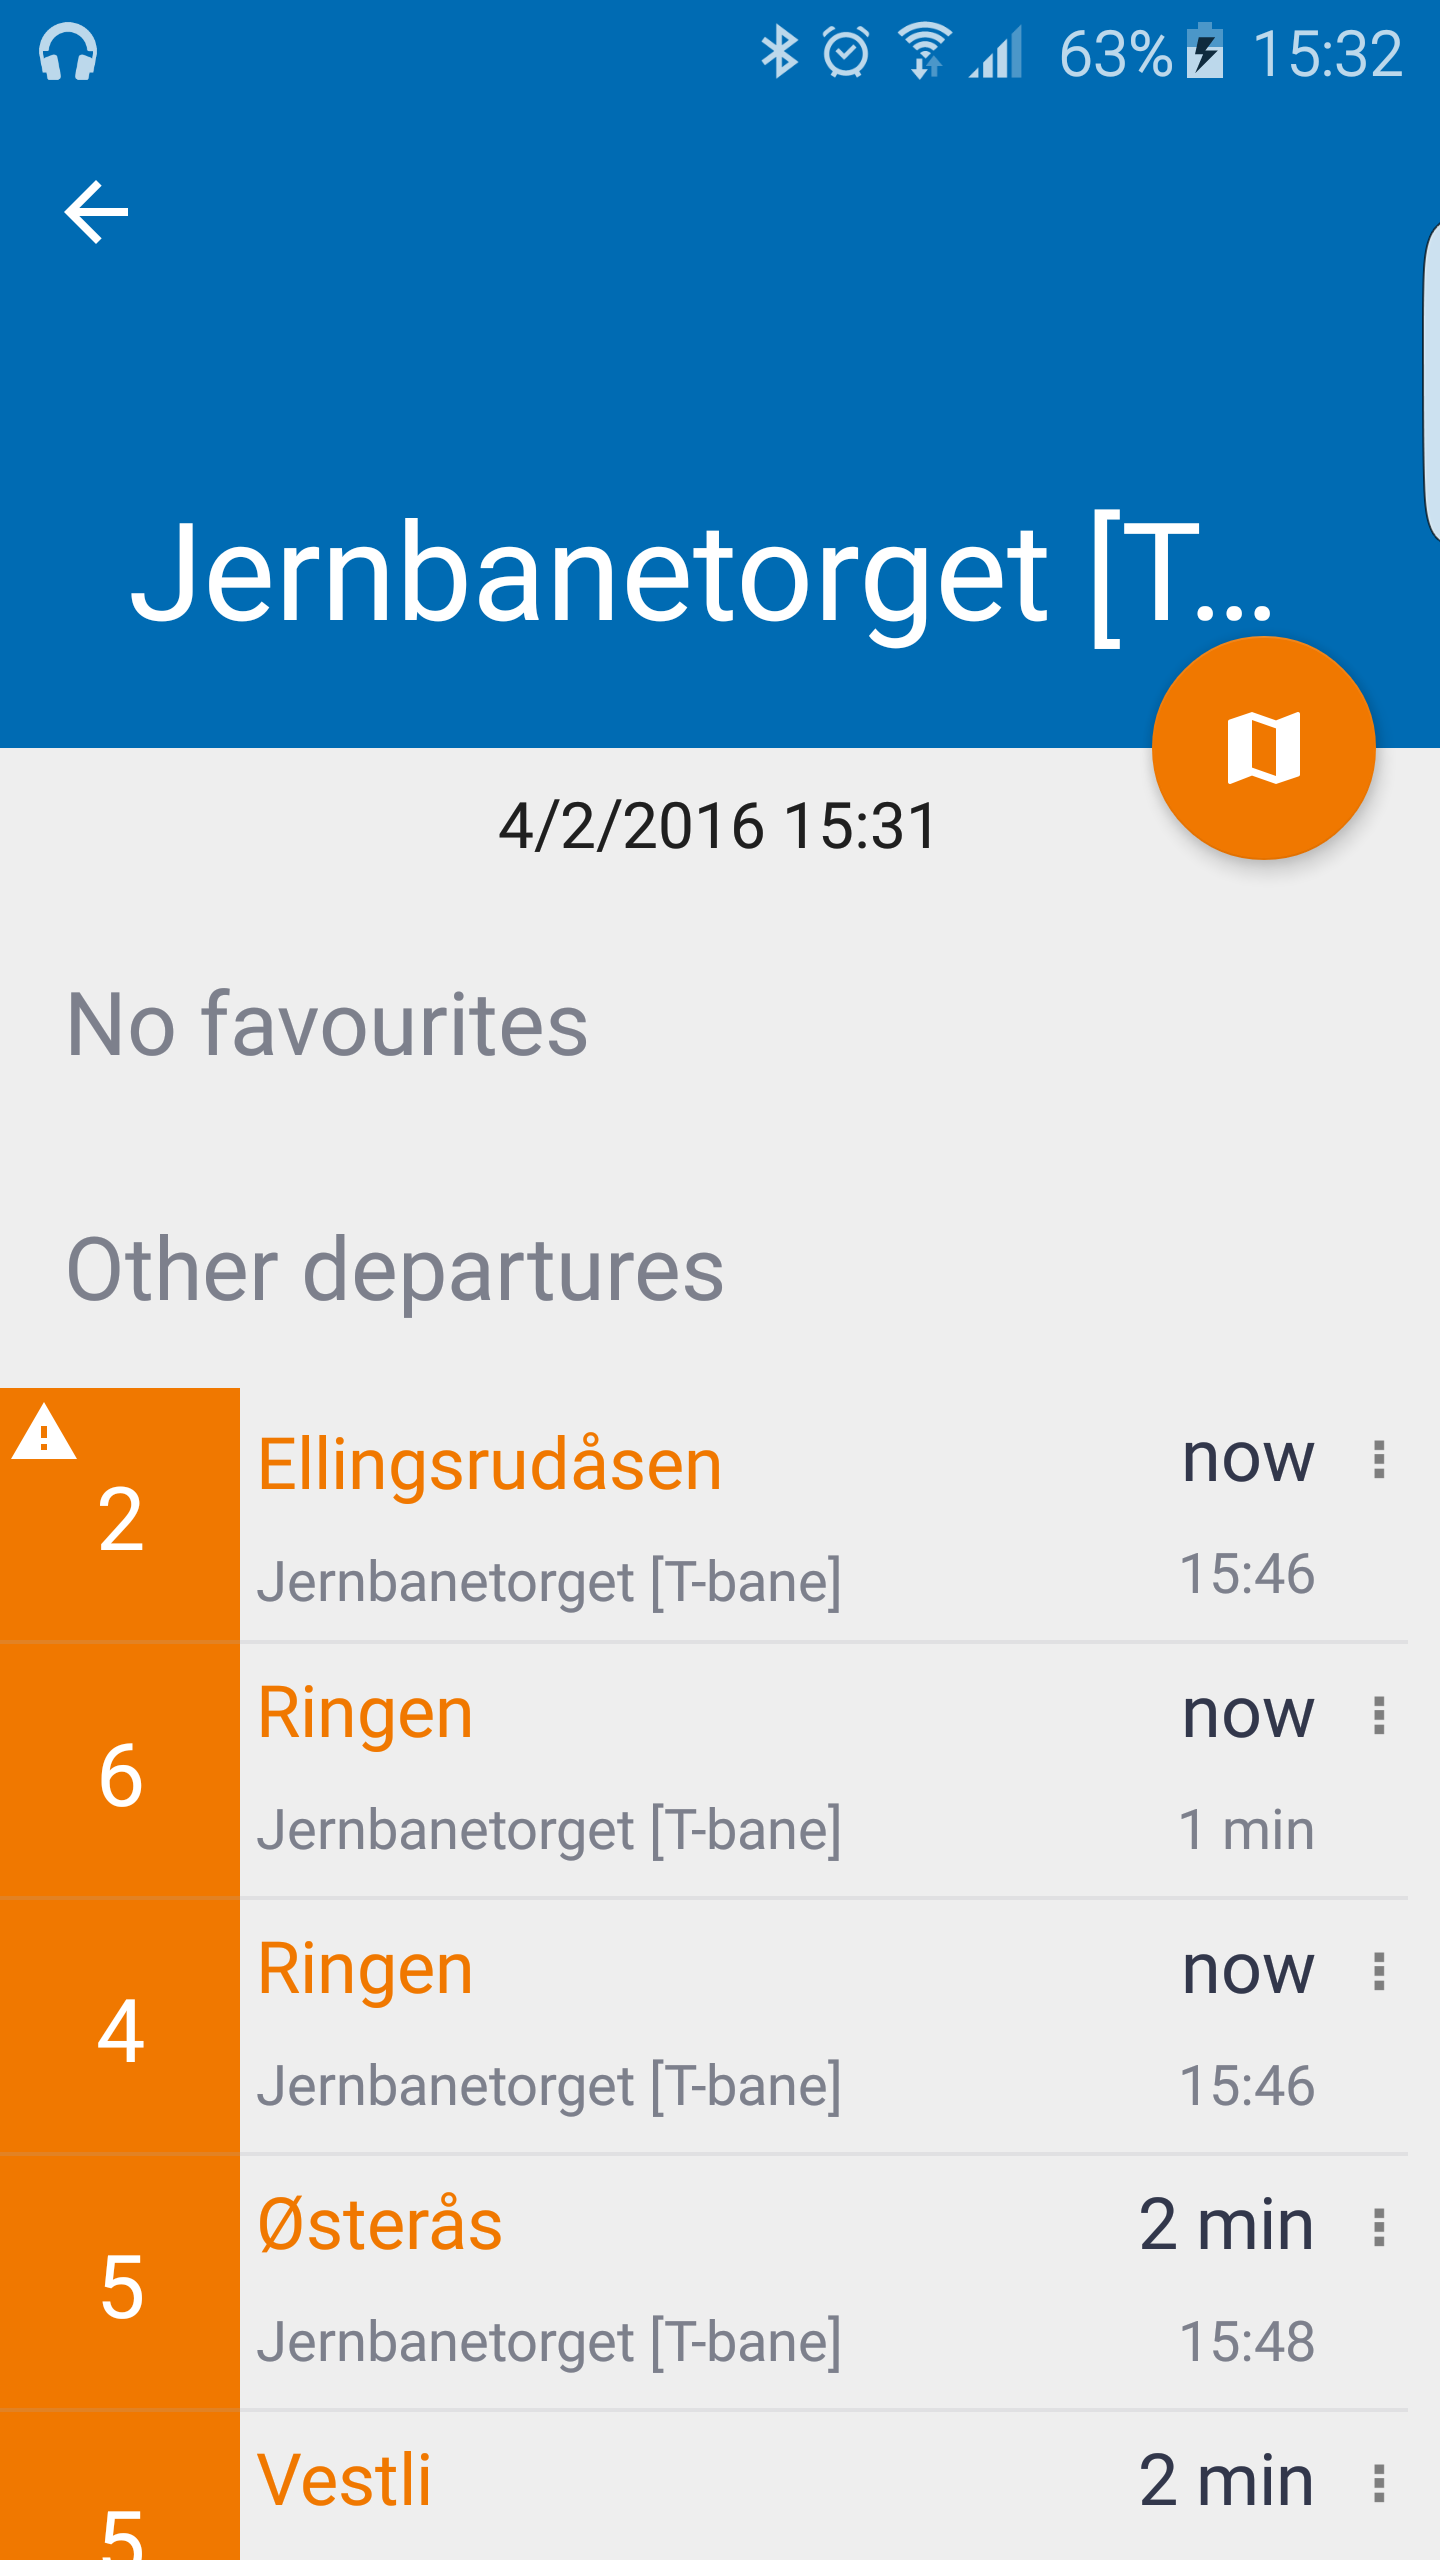 63% 15:32
Jernbanetorget [T...
4/2/2016 15:31
No favourites
Other departures
2 Ellingsrudåsen now
Jernbanetorget [T-bane] 15:46
6 Ringen now
Jernbanetorget [T-bane] 1 min
4 Ringen now
Jernbanetorget [T-bane] 15:46
5 Østerås 2 min
Jernbanetorget [T-bane] 15:48
5 Vestli 2 min